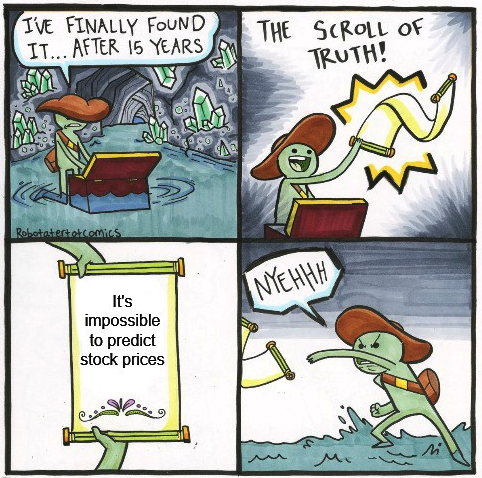 I'VE FINALLY FOUND
IT... AFTER 15 YEARS
THE SCROLL OF
TRUTH!
Robotatertotcomics
It's
impossible
to predict
stock prices
NYEHHH